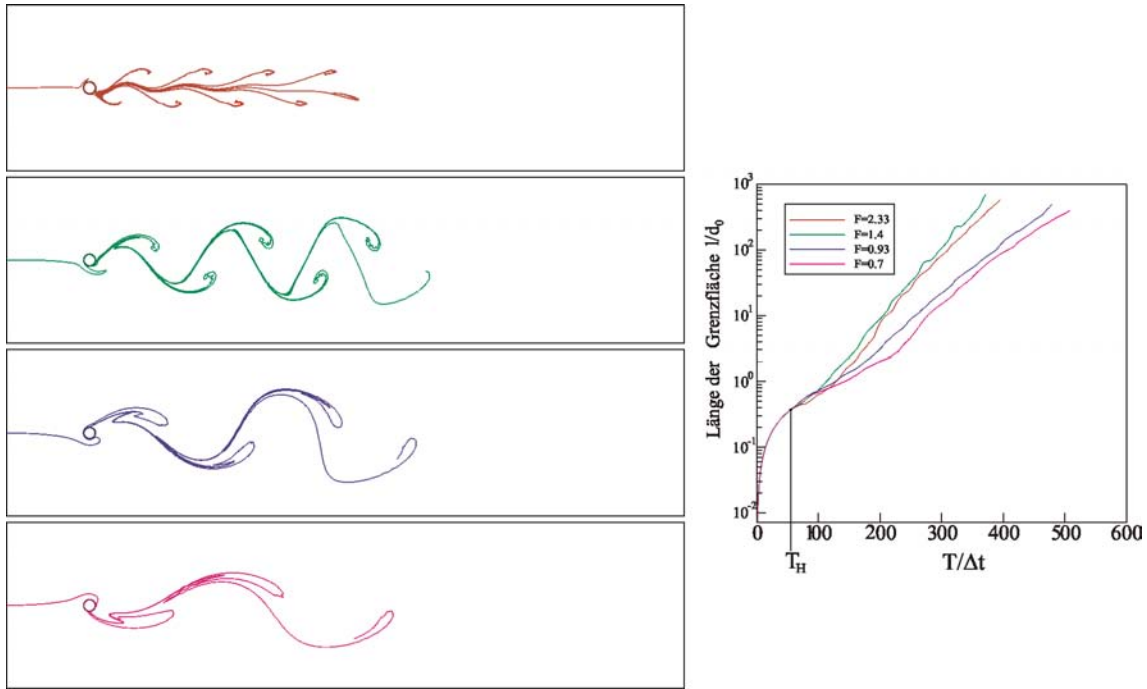 10³
10²
10¹
10⁰
10⁻¹
10⁻²
Länge der Grenzfläche l/d₀
F=2.33
F=1.4
F=0.93
F=0.7
0 100 200 300 400 500 600
T_H
T/Δt